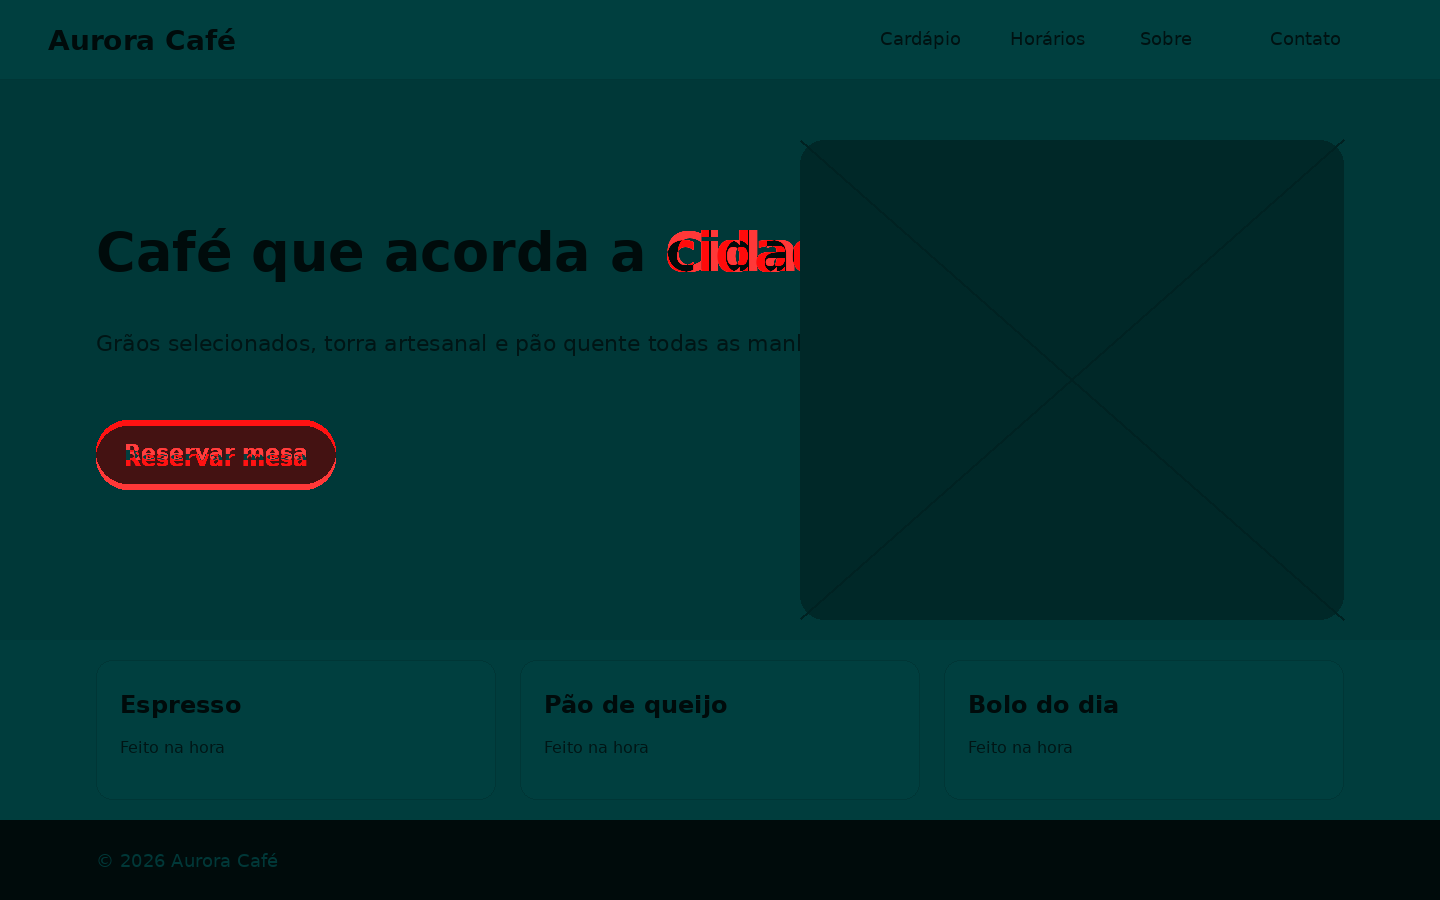 Aurora Café
Cardápio Horários Sobre Contato
Café que acorda a
Grãos selecionados, torra artesanal e pão quente todas as
Reservar mesa
Espresso Pão de queijo Bolo do dia
Feito na hora Feito na hora Feito na hora
© 2026 Aurora Café